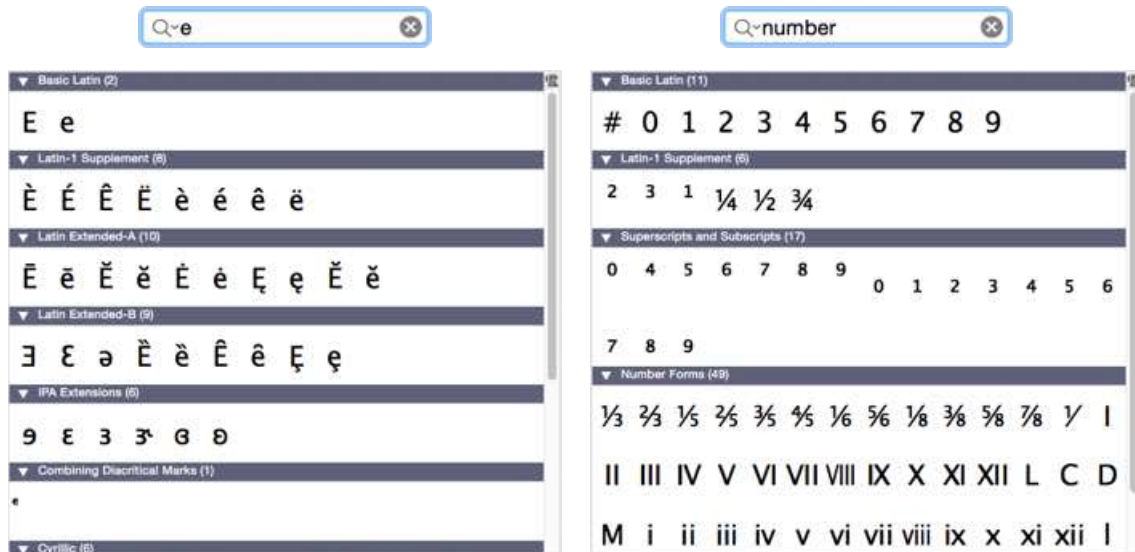 e
Basic Latin (2)
E e
Latin-1 Supplement (8)
È É Ê Ë è é ê ë
Latin Extended-A (10)
Ē ē Ĕ ĕ Ė ė Ę ę Ě ě
Latin Extended-B (9)
Ǝ Ɛ ǝ Ȅ ȅ Ȇ ȇ Ȩ ȩ
IPA Extensions (6)
ɘ ɛ ɜ ɝ ɞ ʚ
Combining Diacritical Marks (1)
ͤ
Cyrillic (6)
number
Basic Latin (11)
# 0 1 2 3 4 5 6 7 8 9
Latin-1 Supplement (6)
² ³ ¹ ¼ ½ ¾
Superscripts and Subscripts (17)
⁰ ⁴ ⁵ ⁶ ⁷ ⁸ ⁹ ₀ ₁ ₂ ₃ ₄ ₅ ₆
₇ ₈ ₉
Number Forms (49)
⅓ ⅔ ⅕ ⅖ ⅗ ⅘ ⅙ ⅚ ⅛ ⅜ ⅝ ⅞ ⅟ Ⅰ
Ⅱ Ⅲ Ⅳ Ⅴ Ⅵ Ⅶ Ⅷ Ⅸ Ⅹ Ⅺ Ⅻ Ⅼ Ⅽ Ⅾ
Ⅿ ⅰ ⅱ ⅲ ⅳ ⅴ ⅵ ⅶ ⅷ ⅸ ⅹ ⅺ ⅻ ⅼ